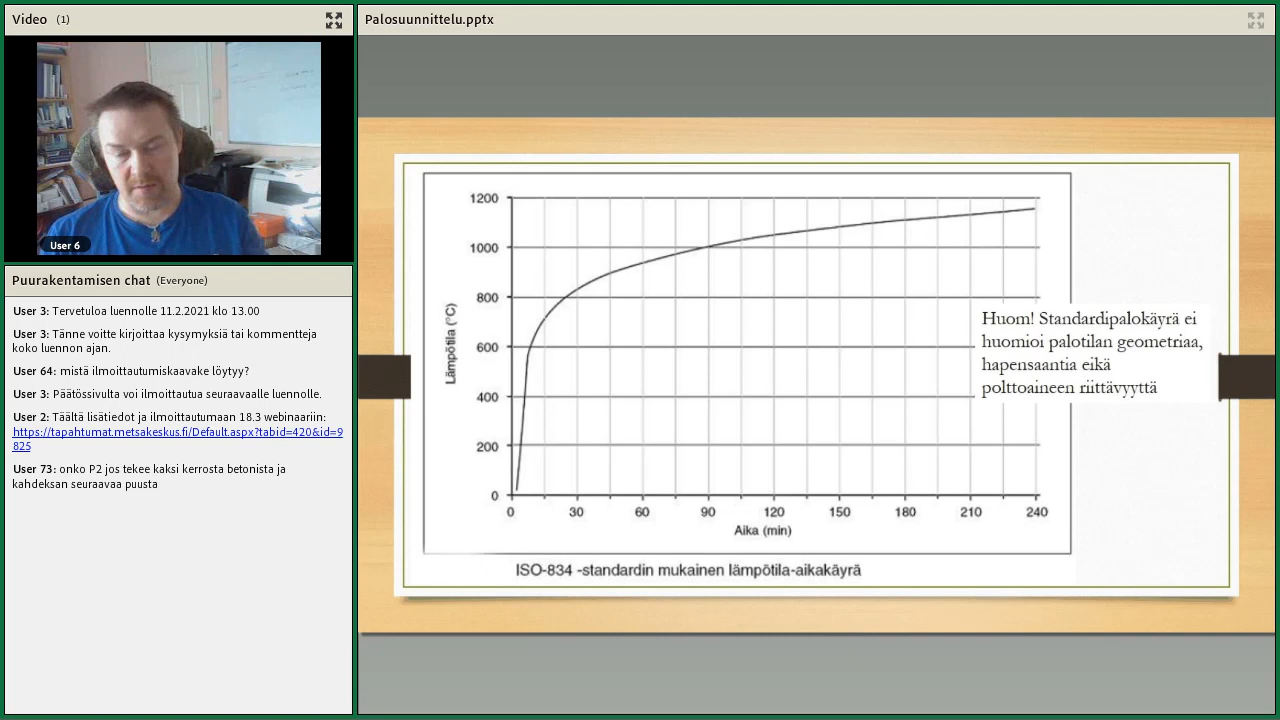 Video (1)
User 6
Puurakentamisen chat (Everyone)
User 3: Tervetuloa luennolle 11.2.2021 klo 13.00
User 3: Tänne voitte kirjoittaa kysymyksiä tai kommentteja
koko luennon ajan.
User 64: mistä ilmoittautumiskaavake löytyy?
User 3: Päätössivulta voi ilmoittautua seuraavaalle luennolle.
User 2: Täältä lisätiedot ja ilmoittautumaan 18.3 webinaariin:
https://tapahtumat.metsakeskus.fi/Default.aspx?tabid=420&id=9
825
User 73: onko P2 jos tekee kaksi kerrosta betonista ja
kahdeksan seuraavaa puusta
Palosuunnittelu.pptx
1200
1000
800
600
400
200
0
Lämpötila (°C)
0 30 60 90 120 150 180 210 240
Aika (min)
ISO-834 -standardin mukainen lämpötila-aikakäyrä
Huom! Standardipalokäyrä ei
huomioi palotilan geometriaa,
hapensaantia eikä
polttoaineen riittävyyttä